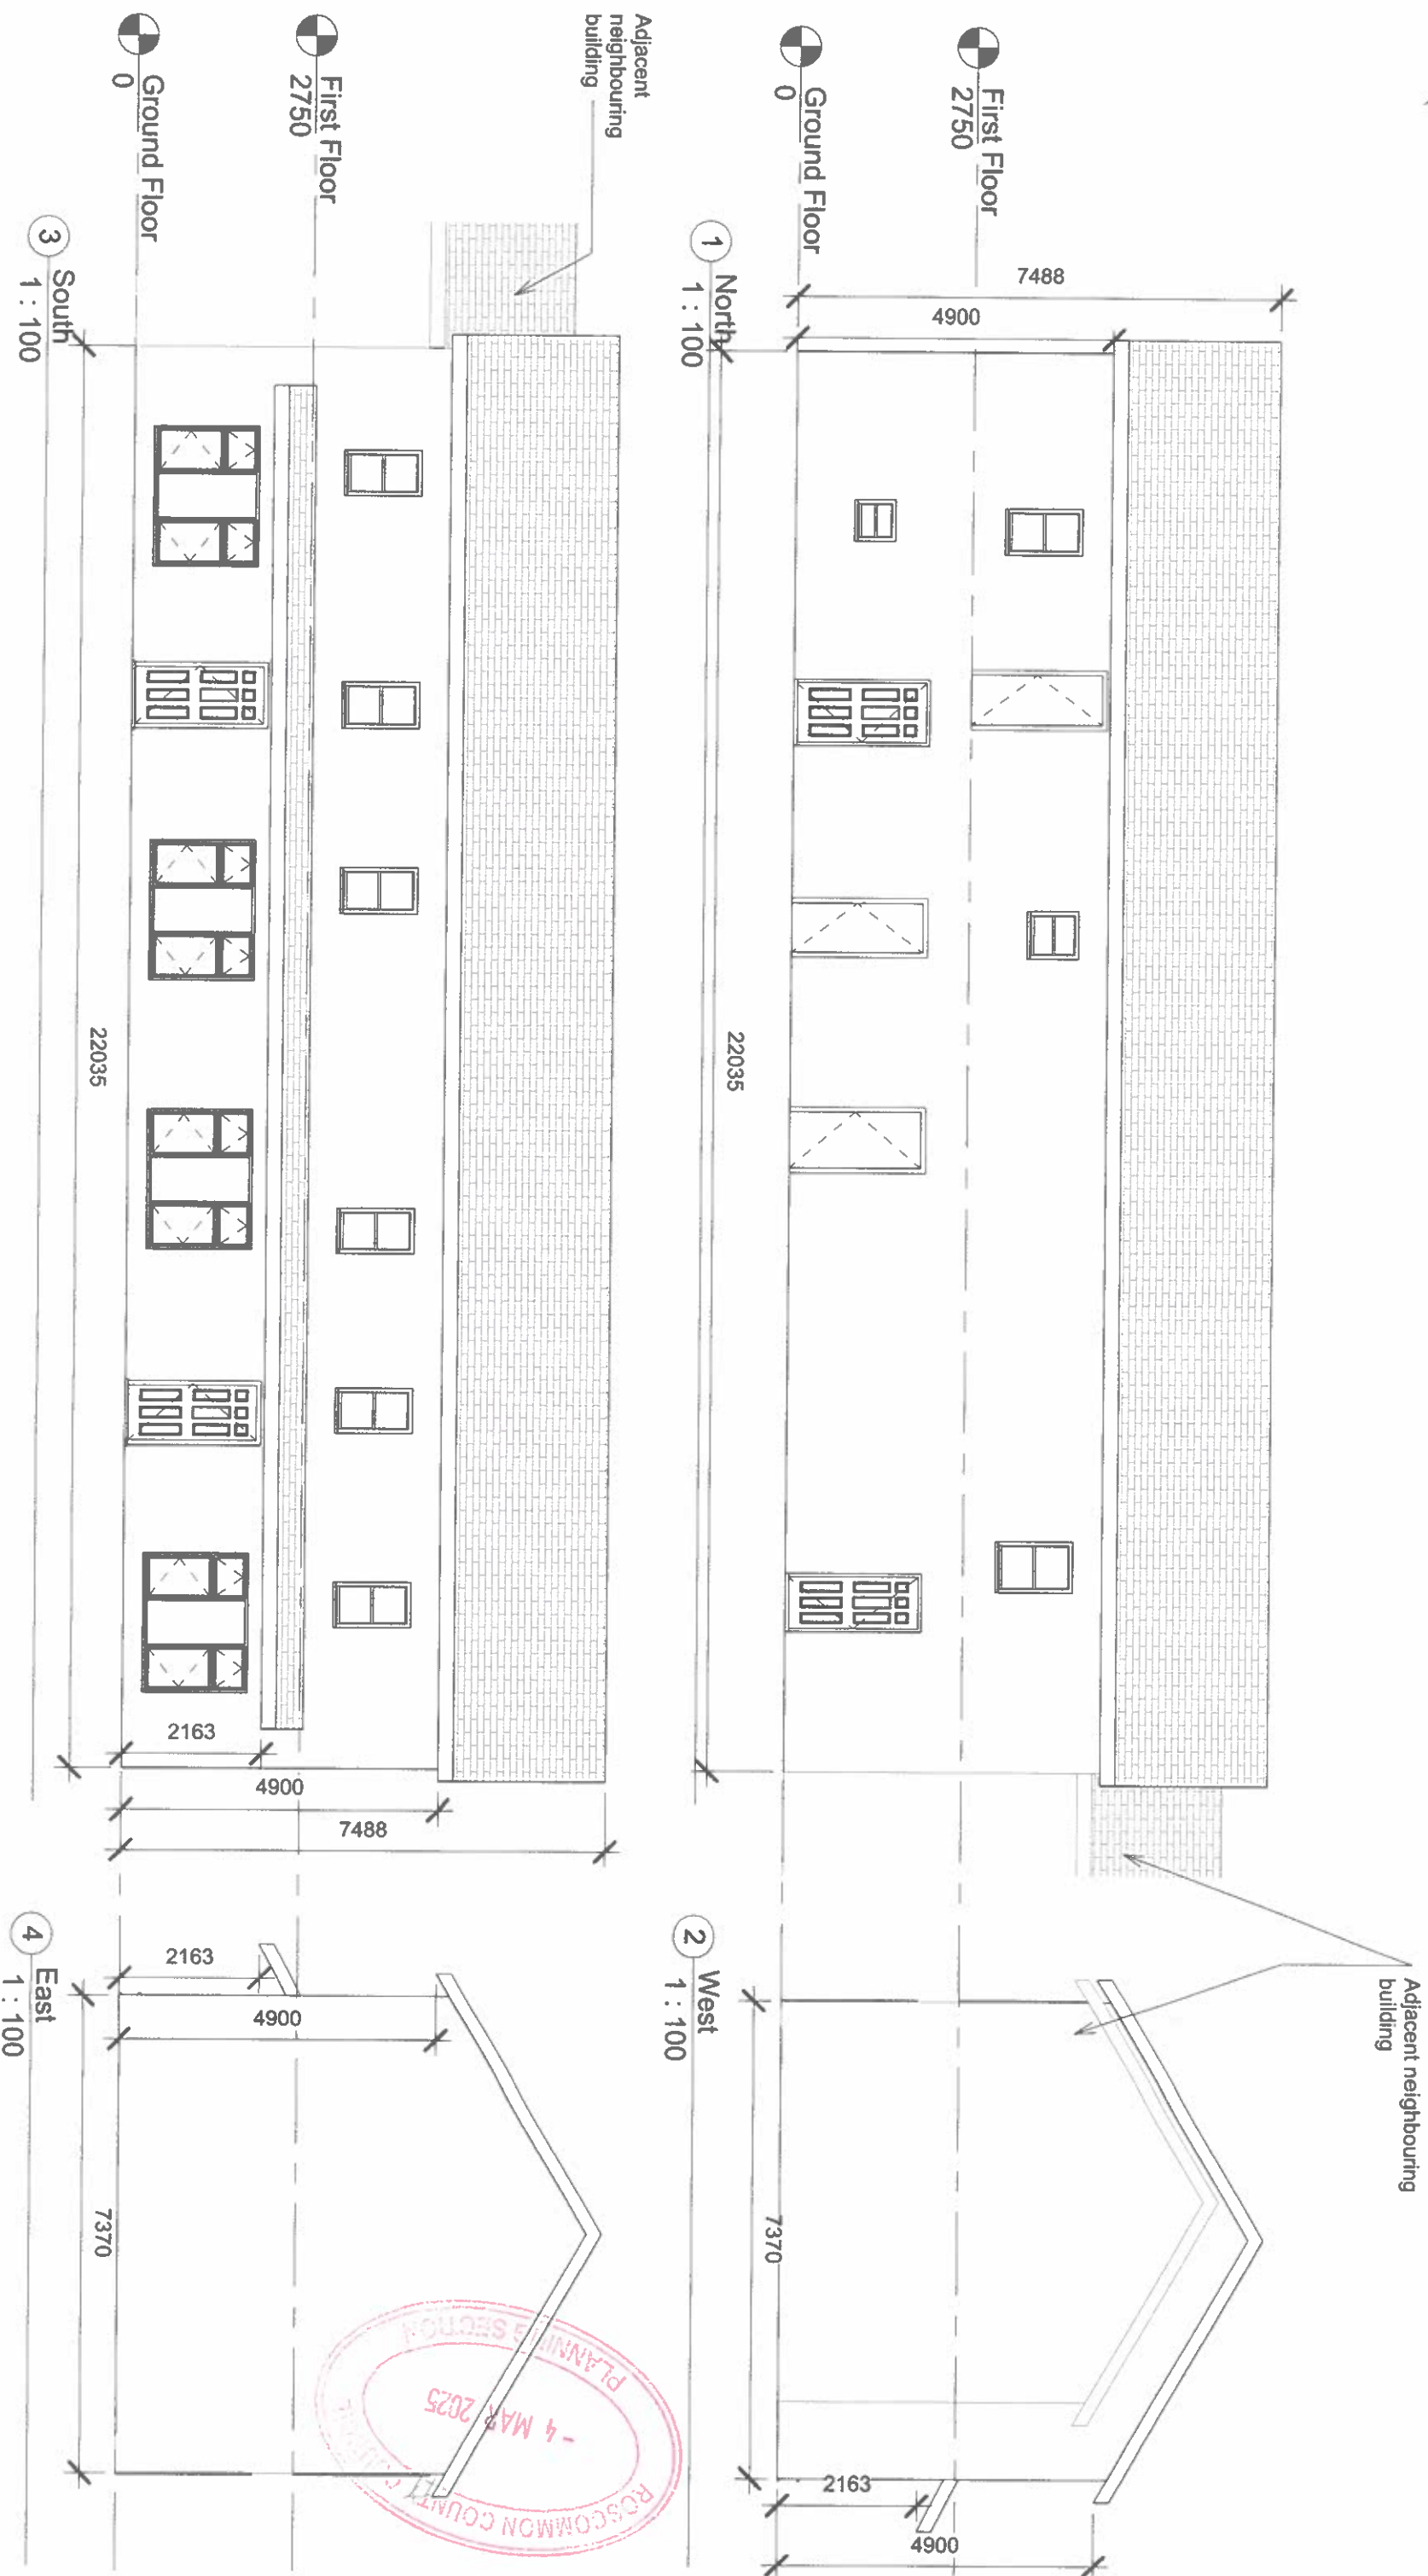 7488
4900
First Floor
2750
Ground Floor
0
1
North
1 : 100
22035
Adjacent neighbouring
building
2163
4900
7370
2
West
1 : 100
Adjacent
neighbouring
building
First Floor
2750
Ground Floor
0
3
South
1 : 100
22035
2163
4900
7488
2163
4900
7370
4
East
1 : 100
ROSCOMMON COUNTY
- 4 MAR 2025
PLANNING SECTION